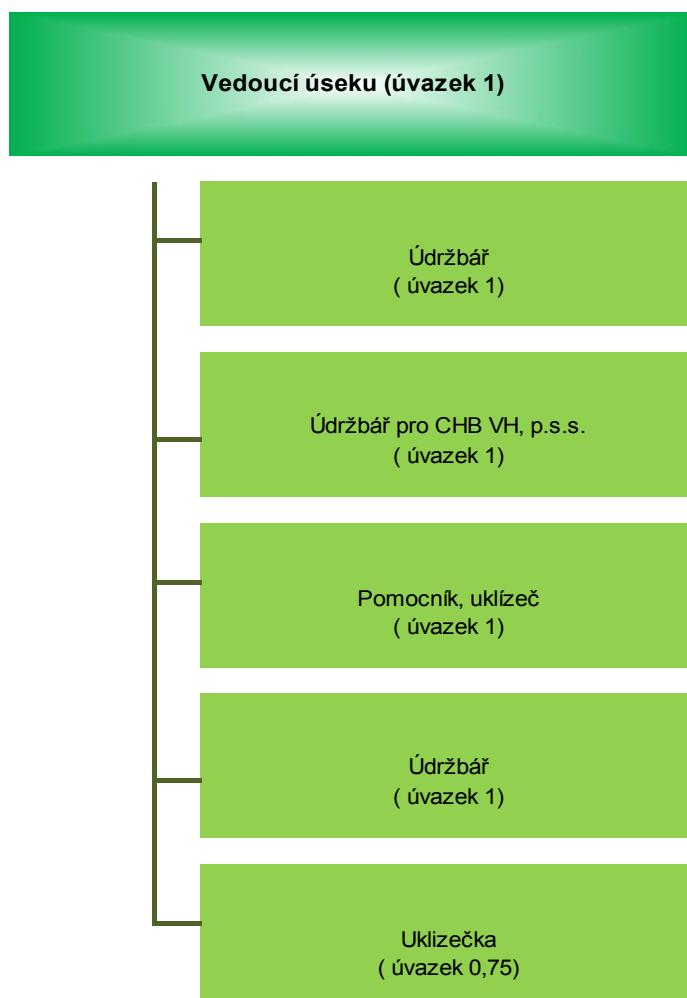 Vedoucí úseku (úvazek 1)
Údržbář
( úvazek 1)
Údržbář pro CHB VH, p.s.s.
( úvazek 1)
Pomocník, uklízeč
( úvazek 1)
Údržbář
( úvazek 1)
Uklizečka
( úvazek 0,75)